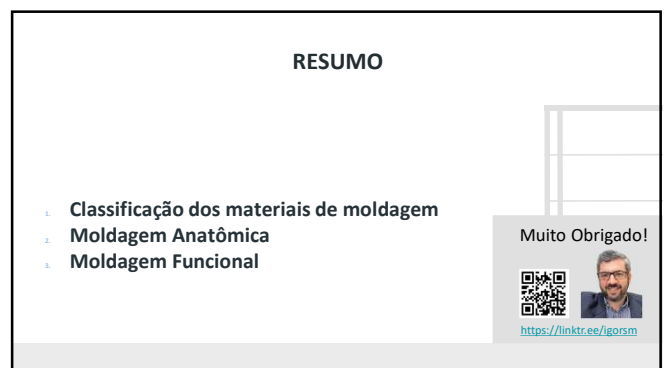 RESUMO
1. Classificação dos materiais de moldagem
2. Moldagem Anatômica
3. Moldagem Funcional
Muito Obrigado!
https://linktr.ee/igorsm